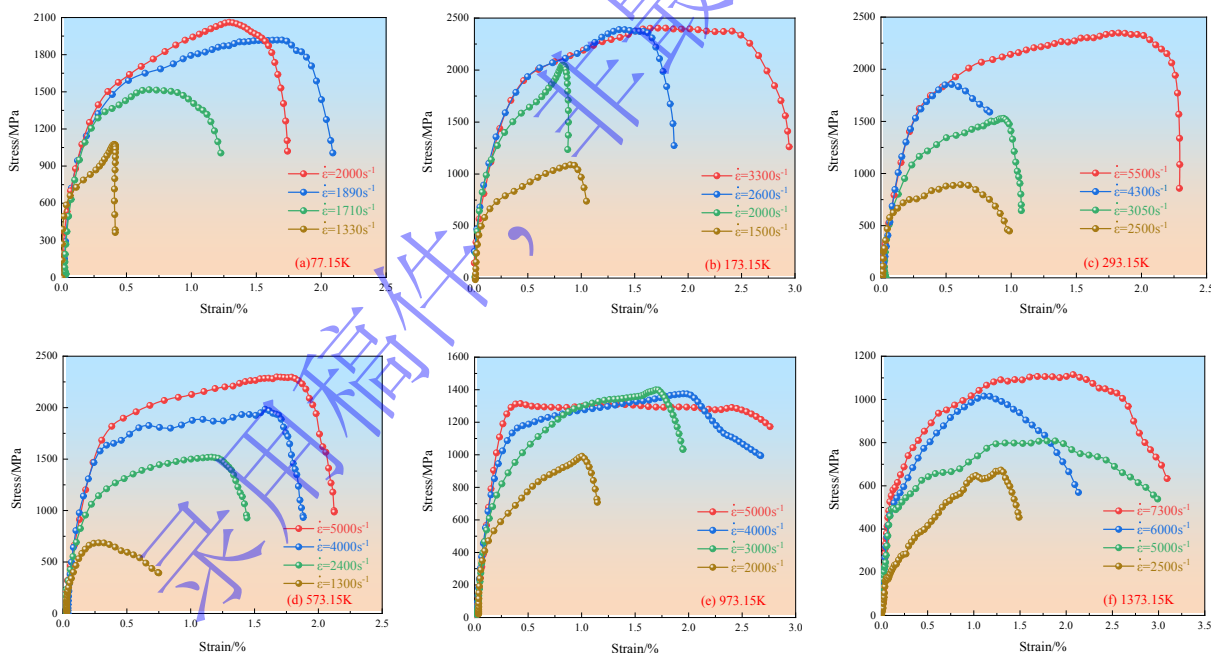 Stress/MPa
2100
1800
1500
1200
900
600
300
0
ε̇=2000s⁻¹
ε̇=1890s⁻¹
ε̇=1710s⁻¹
ε̇=1330s⁻¹
(a)77.15K
0.0 0.5 1.0 1.5 2.0 2.5
Strain/%
Stress/MPa
2500
2000
1500
1000
500
0
ε̇=3300s⁻¹
ε̇=2600s⁻¹
ε̇=2000s⁻¹
ε̇=1500s⁻¹
(b) 173.15K
0.0 0.5 1.0 1.5 2.0 2.5 3.0
Strain/%
Stress/MPa
2500
2000
1500
1000
500
0
ε̇=5500s⁻¹
ε̇=4300s⁻¹
ε̇=3050s⁻¹
ε̇=2500s⁻¹
(c) 293.15K
0.0 0.5 1.0 1.5 2.0 2.5
Strain/%
Stress/MPa
2500
2000
1500
1000
500
0
ε̇=5000s⁻¹
ε̇=4000s⁻¹
ε̇=2400s⁻¹
ε̇=1300s⁻¹
(d) 573.15K
0.0 0.5 1.0 1.5 2.0 2.5
Strain/%
Stress/MPa
1600
1400
1200
1000
800
600
400
200
0
ε̇=5000s⁻¹
ε̇=4000s⁻¹
ε̇=3000s⁻¹
ε̇=2000s⁻¹
(e) 973.15K
0.0 0.5 1.0 1.5 2.0 2.5 3.0
Strain/%
Stress/MPa
1200
1000
800
600
400
200
0
ε̇=7300s⁻¹
ε̇=6000s⁻¹
ε̇=5000s⁻¹
ε̇=2500s⁻¹
(f) 1373.15K
0.0 0.5 1.0 1.5 2.0 2.5 3.0 3.5
Strain/%
录用稿件，非